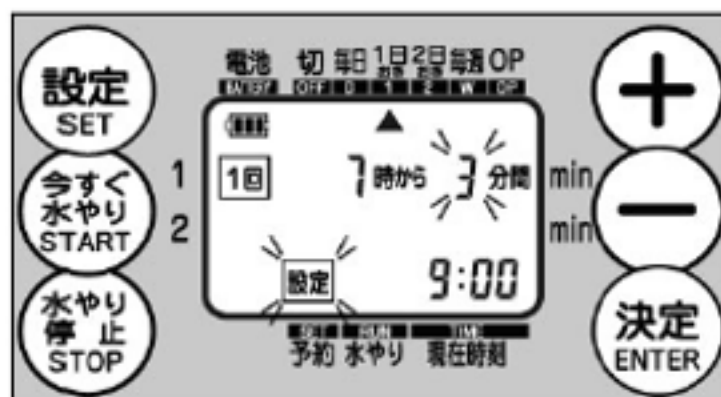 設定
SET
今すぐ
水やり
START
水やり
停止
STOP
電池 切 毎日 1日おき 2日おき 毎週 OP
BATTERY OFF 0 1 2 W OP
1 1回 7時から 3分間 min
2 min
設定 9:00
SET RUN TIME
予約 水やり 現在時刻
+
−
決定
ENTER